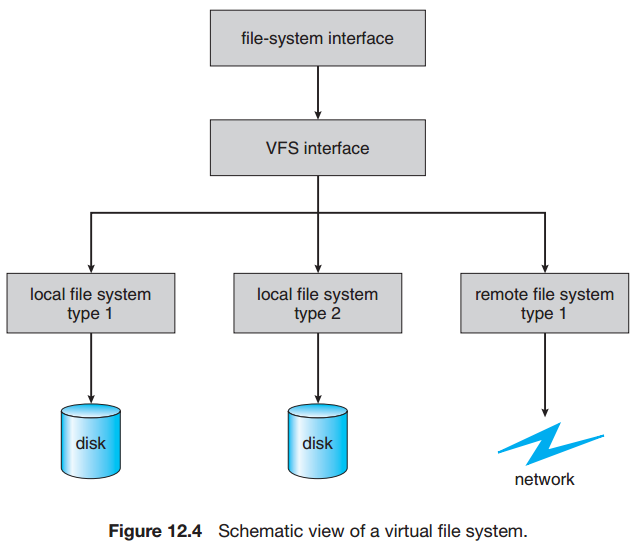 file-system interface
VFS interface
local file system
type 1
local file system
type 2
remote file system
type 1
disk
disk
network
Figure 12.4 Schematic view of a virtual file system.